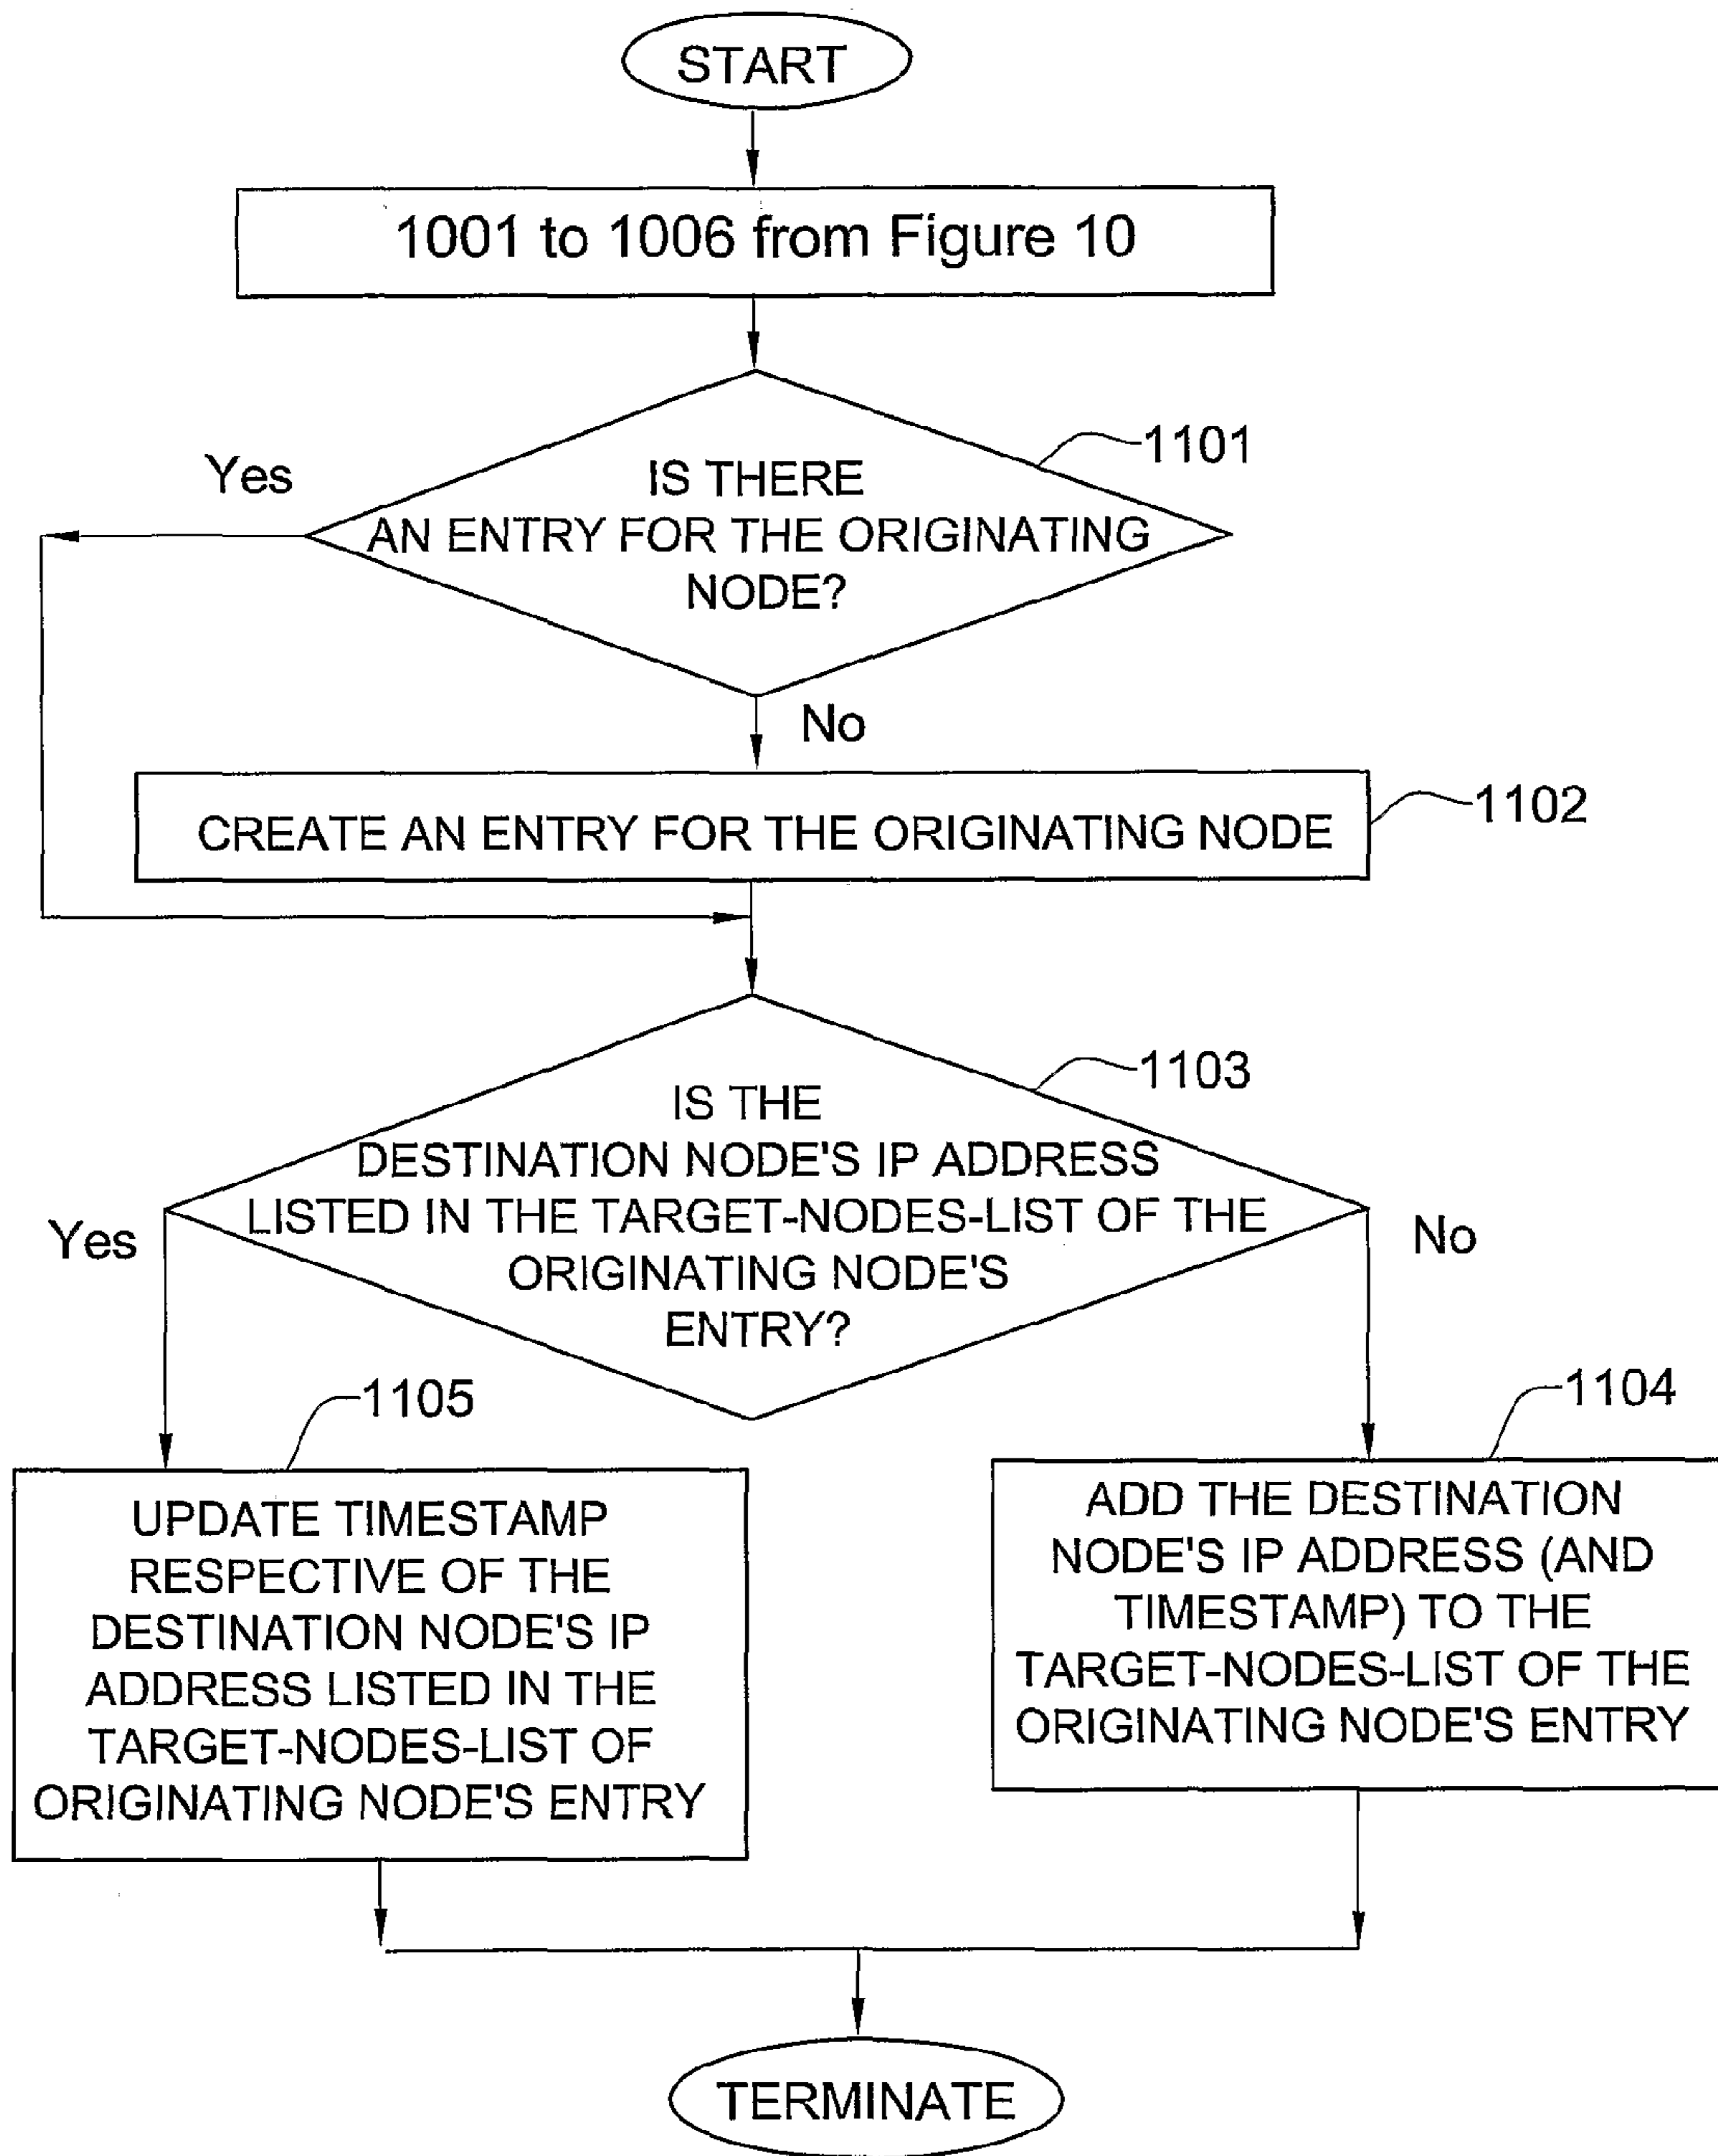 START
1001 to 1006 from Figure 10
1101
Yes
IS THERE
AN ENTRY FOR THE ORIGINATING
NODE?
No
1102
CREATE AN ENTRY FOR THE ORIGINATING NODE
1103
IS THE
DESTINATION NODE'S IP ADDRESS
LISTED IN THE TARGET-NODES-LIST OF THE
ORIGINATING NODE'S
ENTRY?
Yes
No
1105
1104
UPDATE TIMESTAMP
RESPECTIVE OF THE
DESTINATION NODE'S IP
ADDRESS LISTED IN THE
TARGET-NODES-LIST OF
ORIGINATING NODE'S ENTRY
ADD THE DESTINATION
NODE'S IP ADDRESS (AND
TIMESTAMP) TO THE
TARGET-NODES-LIST OF THE
ORIGINATING NODE'S ENTRY
TERMINATE